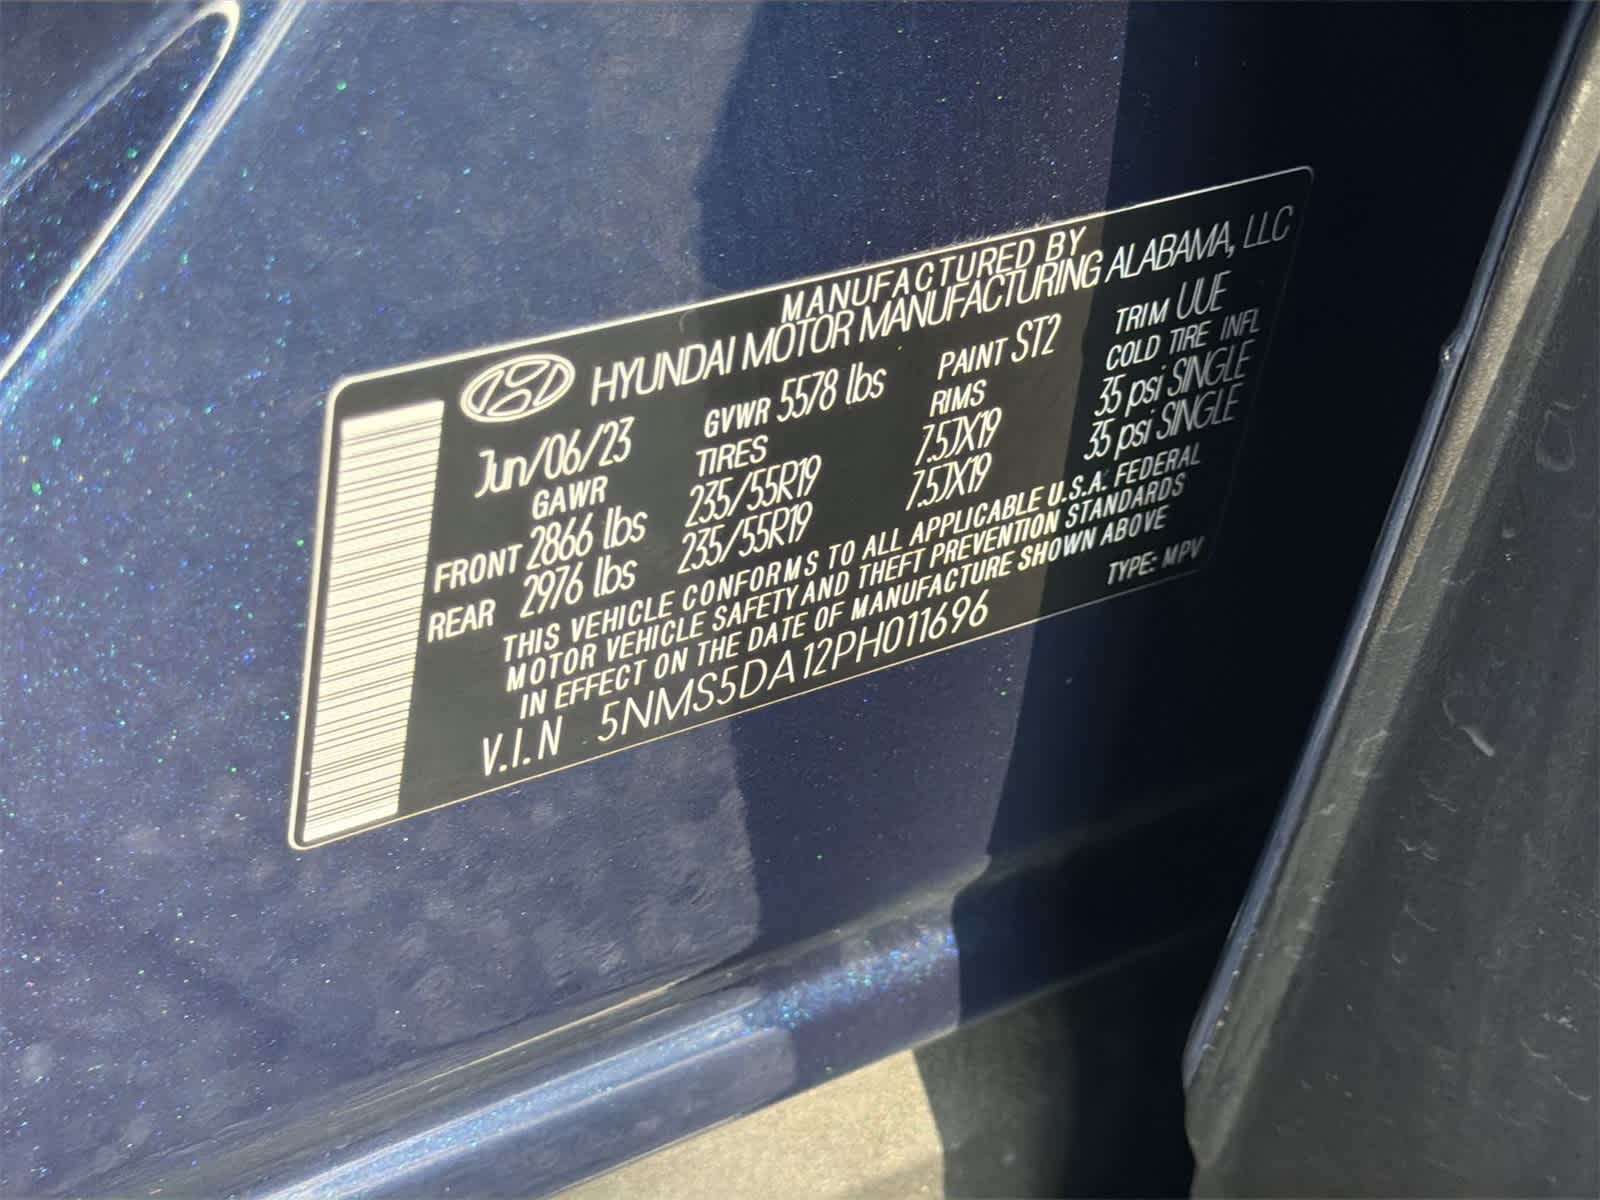 MANUFACTURED BY
HYUNDAI MOTOR MANUFACTURING ALABAMA, LLC
Jun/06/23 GVWR 5578 lbs PAINT ST2 TRIM UUE
GAWR TIRES RIMS COLD TIRE INFL
FRONT 2866 lbs 235/55R19 7.5JX19 35 psi SINGLE
REAR 2976 lbs 235/55R19 7.5JX19 35 psi SINGLE
THIS VEHICLE CONFORMS TO ALL APPLICABLE U.S.A. FEDERAL
MOTOR VEHICLE SAFETY AND THEFT PREVENTION STANDARDS
IN EFFECT ON THE DATE OF MANUFACTURE SHOWN ABOVE
V.I.N 5NMS5DA12PH011696 TYPE: MPV